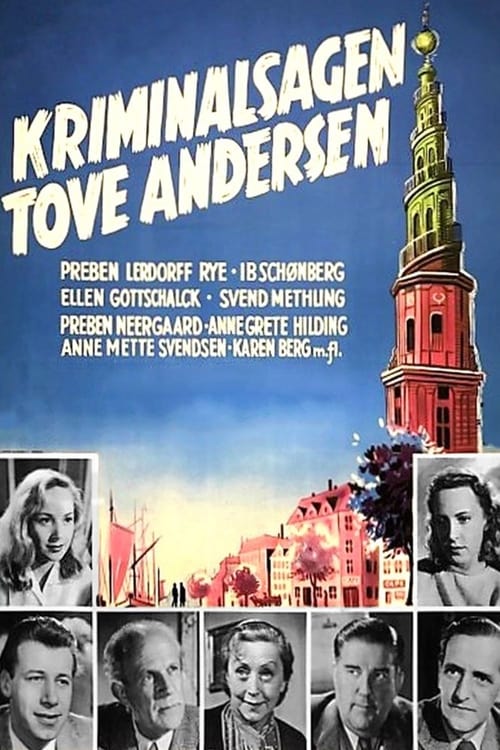 KRIMINALSAGEN
TOVE ANDERSEN
PREBEN LERDORFF RYE · IB SCHØNBERG
ELLEN GOTTSCHALCK · SVEND METHLING
PREBEN NEERGAARD · ANNE GRETE HILDING
ANNE METTE SVENDSEN · KAREN BERG m.fl.